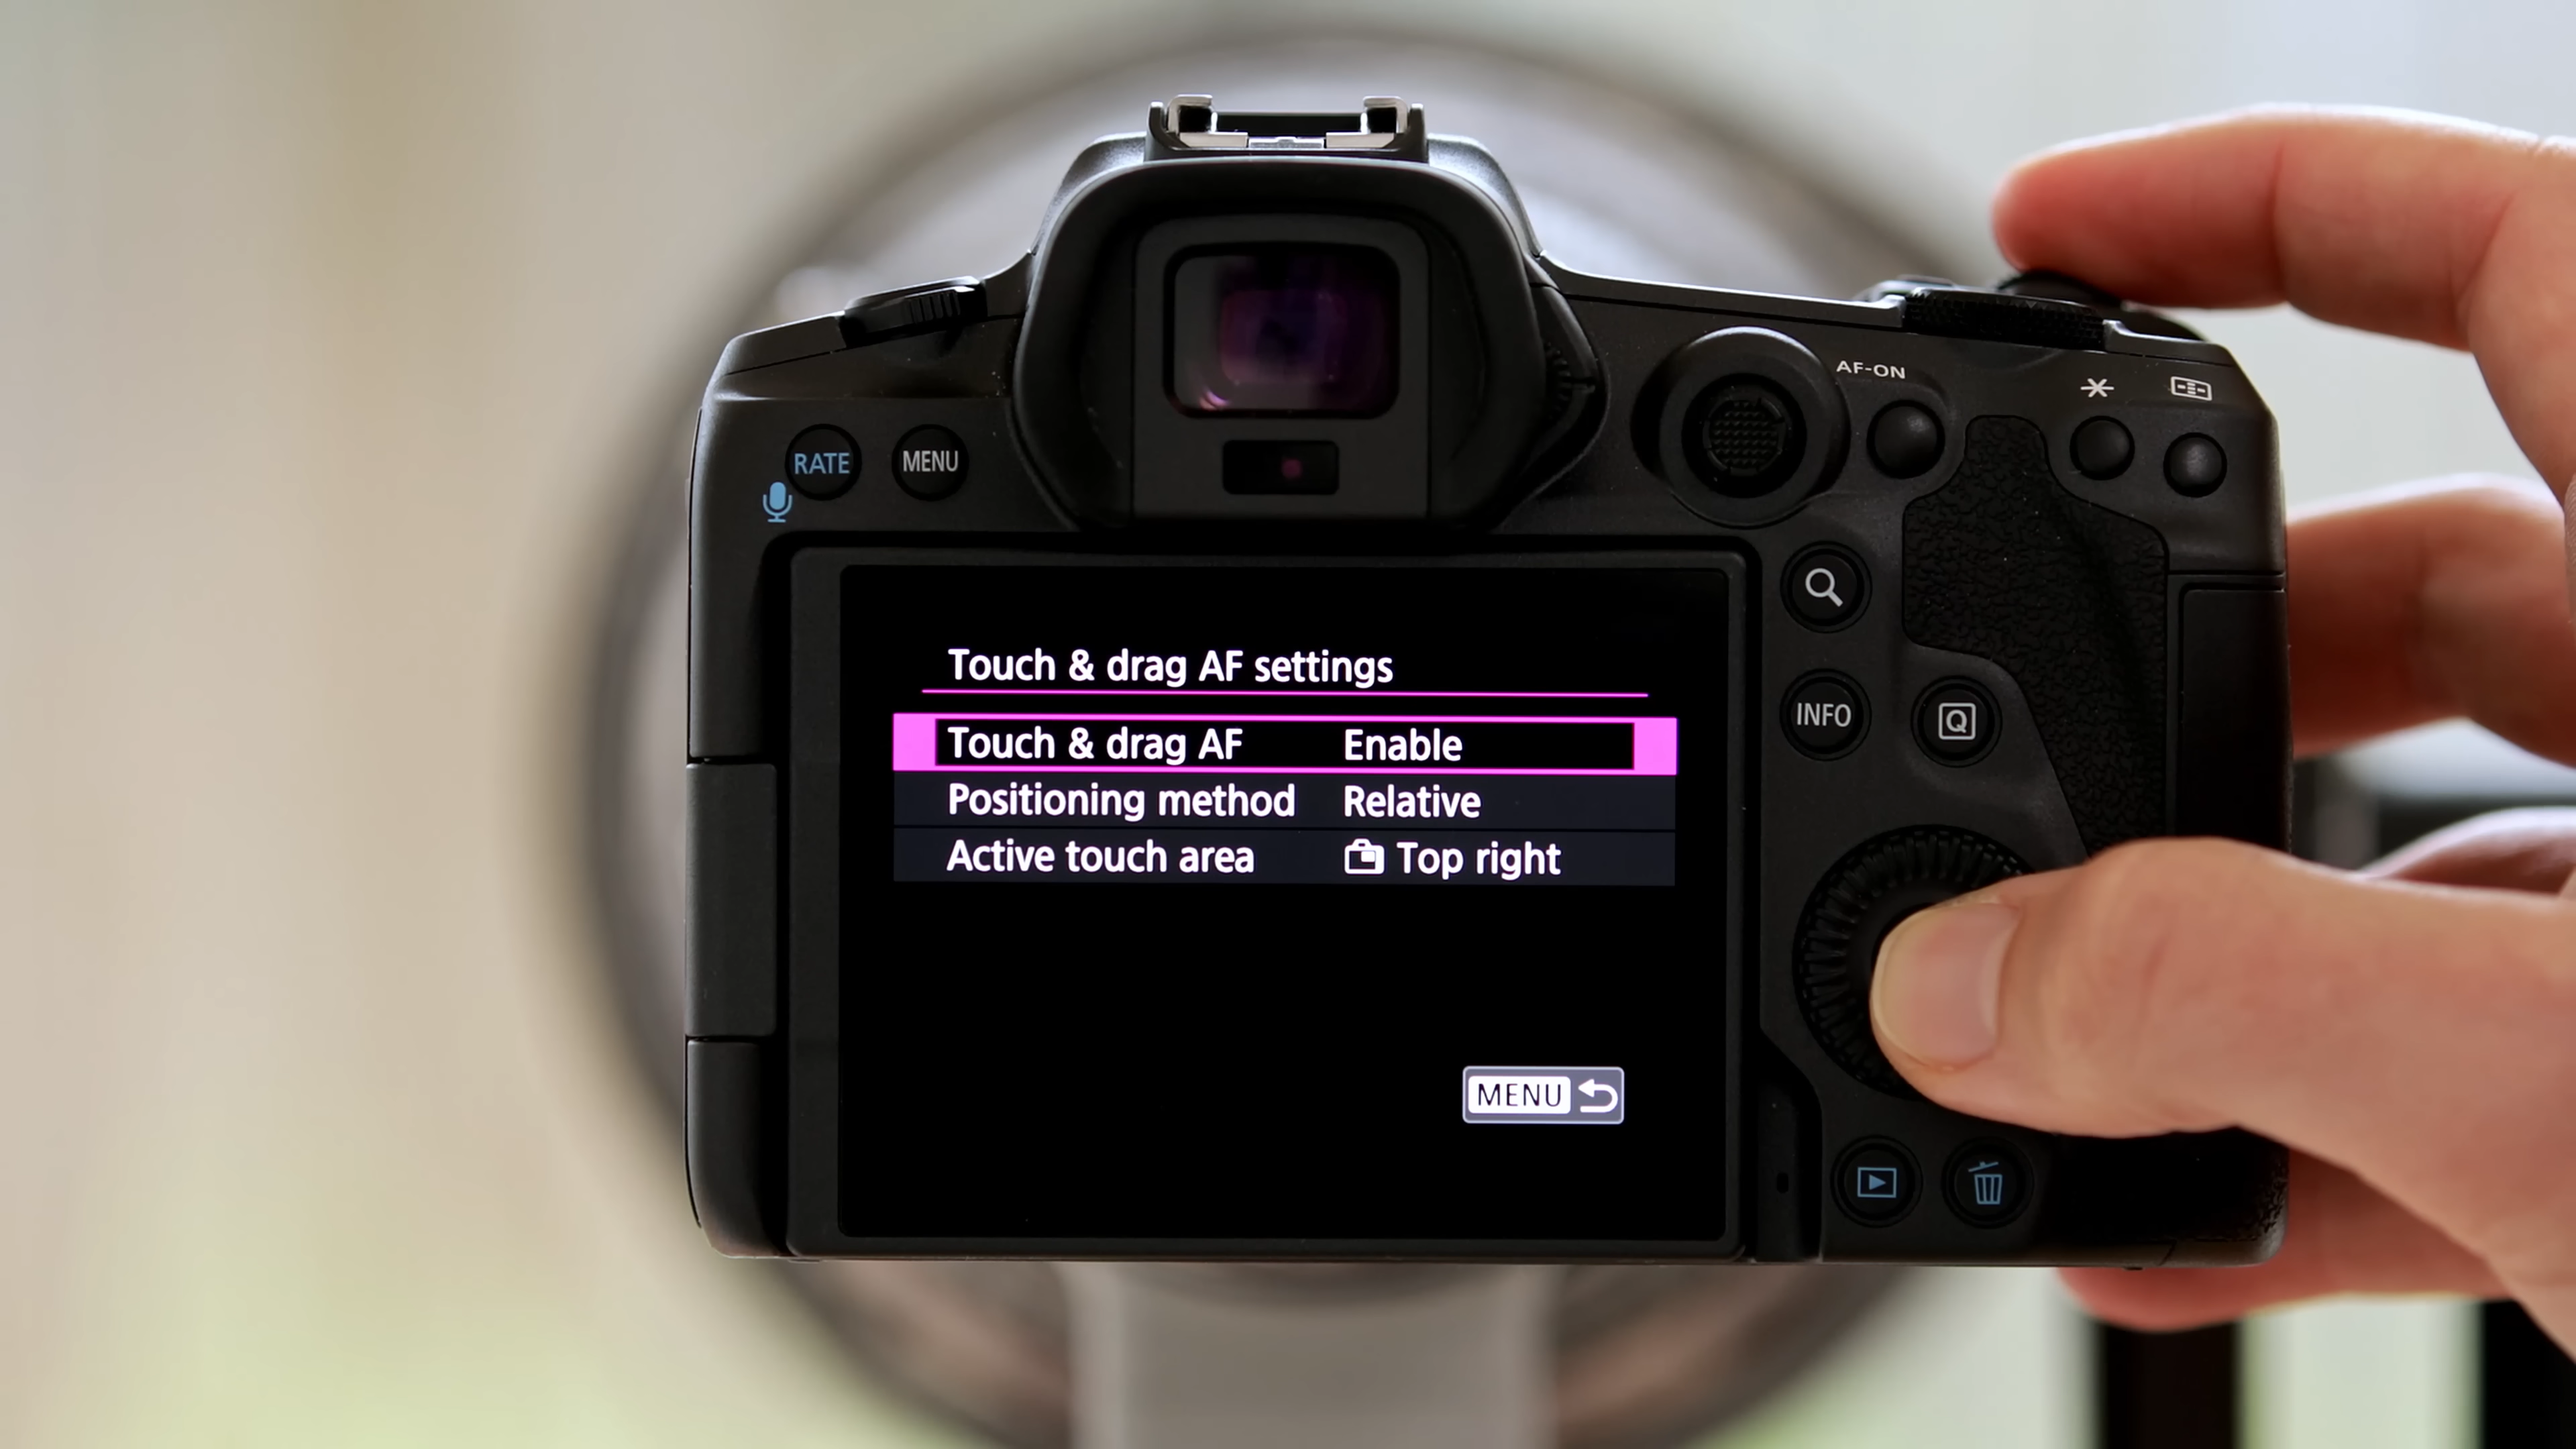 AF-ON
RATE
MENU
INFO
Q
Touch & drag AF settings
Touch & drag AF Enable
Positioning method Relative
Active touch area Top right
MENU